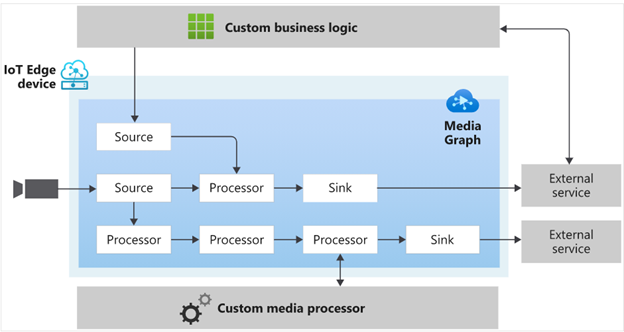 Custom business logic
IoT Edge
device
Media
Graph
Source
Source
Processor
Sink
External
service
Processor
Processor
Processor
Sink
External
service
Custom media processor